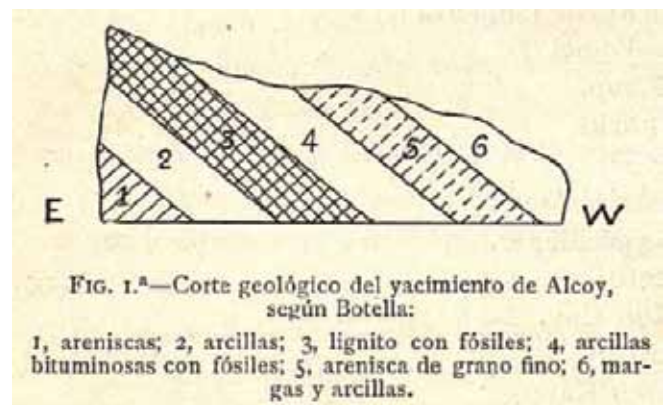 3
4
5
6
2
1
E
W
FIG. 1.ª—Corte geológico del yacimiento de Alcoy,
según Botella:
1, areniscas; 2, arcillas; 3, lignito con fósiles; 4, arcillas
bituminosas con fósiles; 5, arenisca de grano fino; 6, mar-
gas y arcillas.